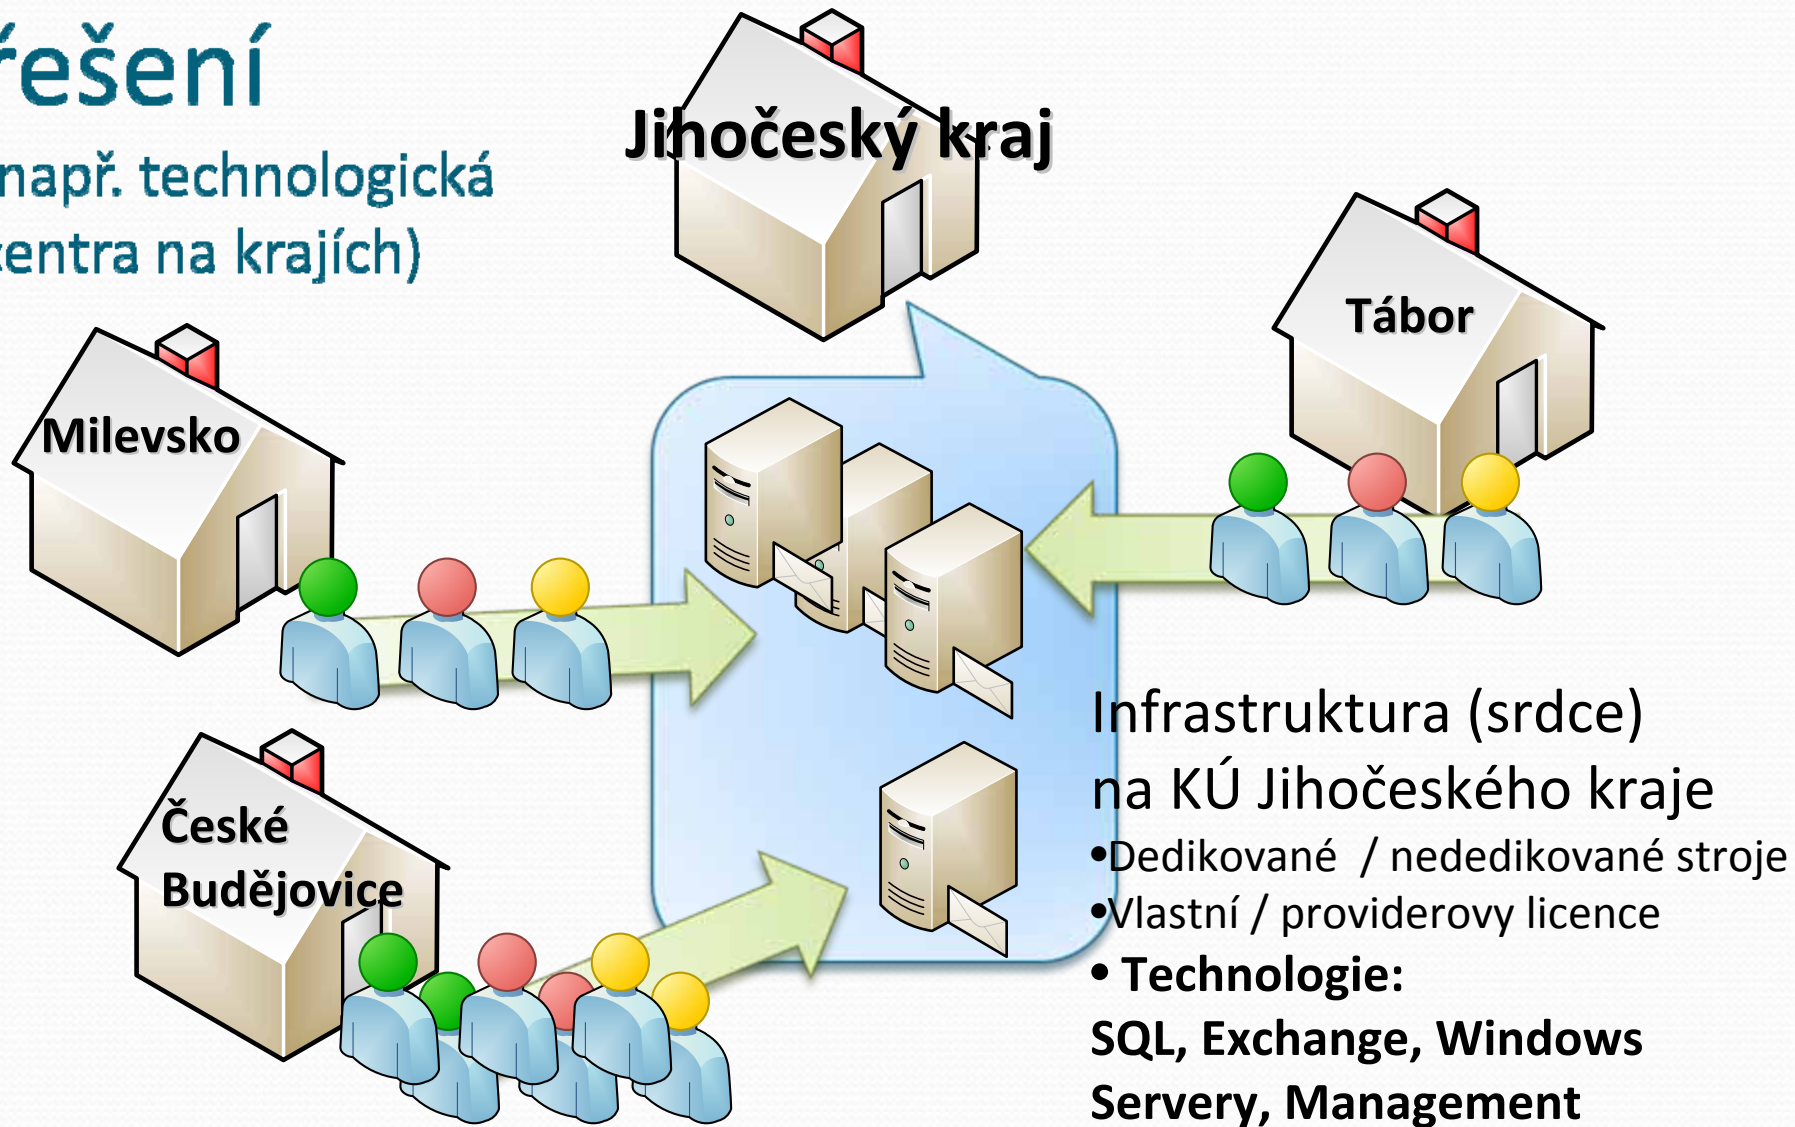 řešení
např. technologická
centra na krajích)
Jihočeský kraj
Tábor
Milevsko
České
Budějovice
Infrastruktura (srdce)
na KÚ Jihočeského kraje
•Dedikované / nededikované stroje
•Vlastní / providerovy licence
• Technologie:
SQL, Exchange, Windows
Servery, Management